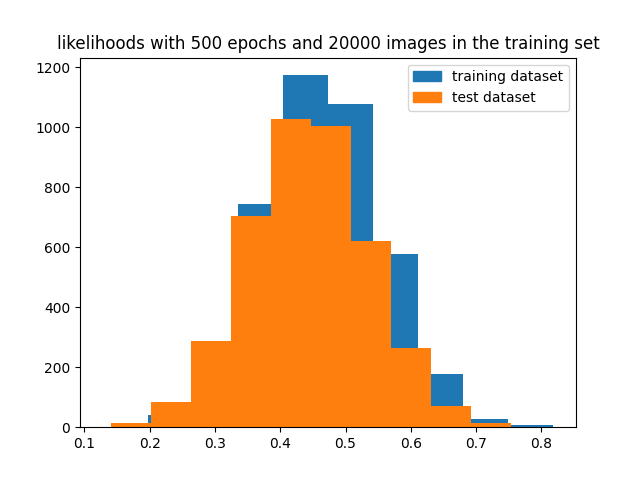 likelihoods with 500 epochs and 20000 images in the training set
training dataset
test dataset
1200
1000
800
600
400
200
0
0.1 0.2 0.3 0.4 0.5 0.6 0.7 0.8